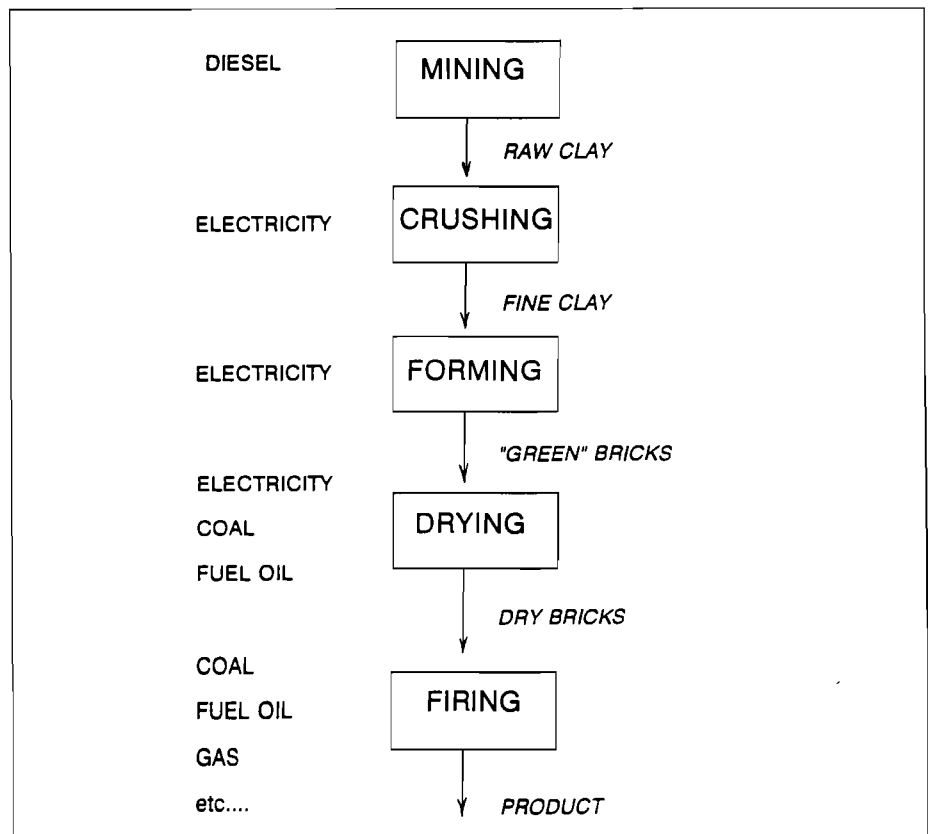 DIESEL
MINING
RAW CLAY
ELECTRICITY
CRUSHING
FINE CLAY
ELECTRICITY
FORMING
"GREEN" BRICKS
ELECTRICITY
COAL
DRYING
FUEL OIL
DRY BRICKS
COAL
FUEL OIL
FIRING
GAS
etc....
PRODUCT